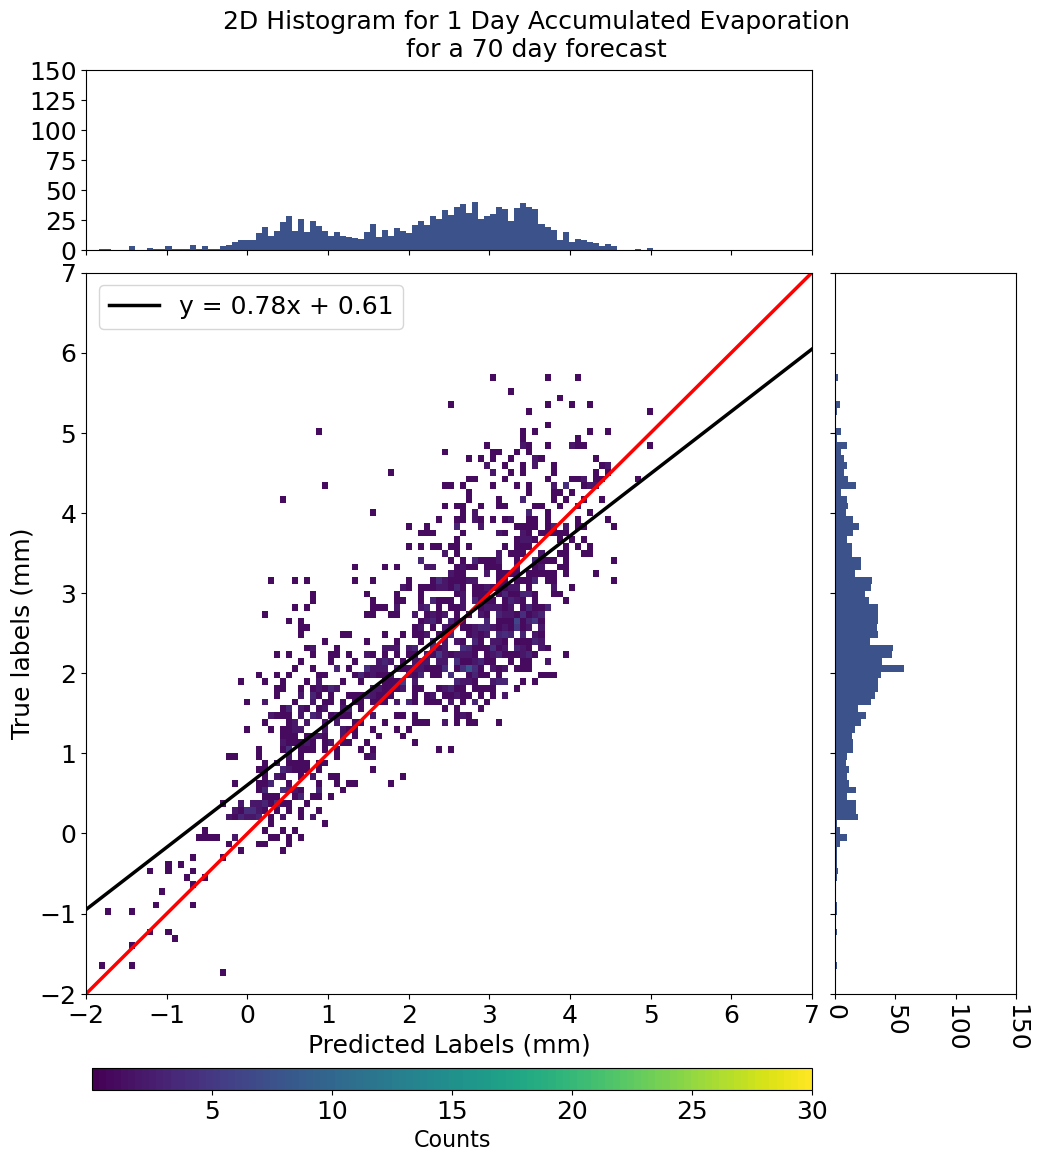 2D Histogram for 1 Day Accumulated Evaporation
for a 70 day forecast
150
125
100
75
50
25
0
7
6
5
4
3
2
1
0
−1
−2
True labels (mm)
y = 0.78x + 0.61
−2 −1 0 1 2 3 4 5 6 7
Predicted Labels (mm)
0 50 100 150
5 10 15 20 25 30
Counts